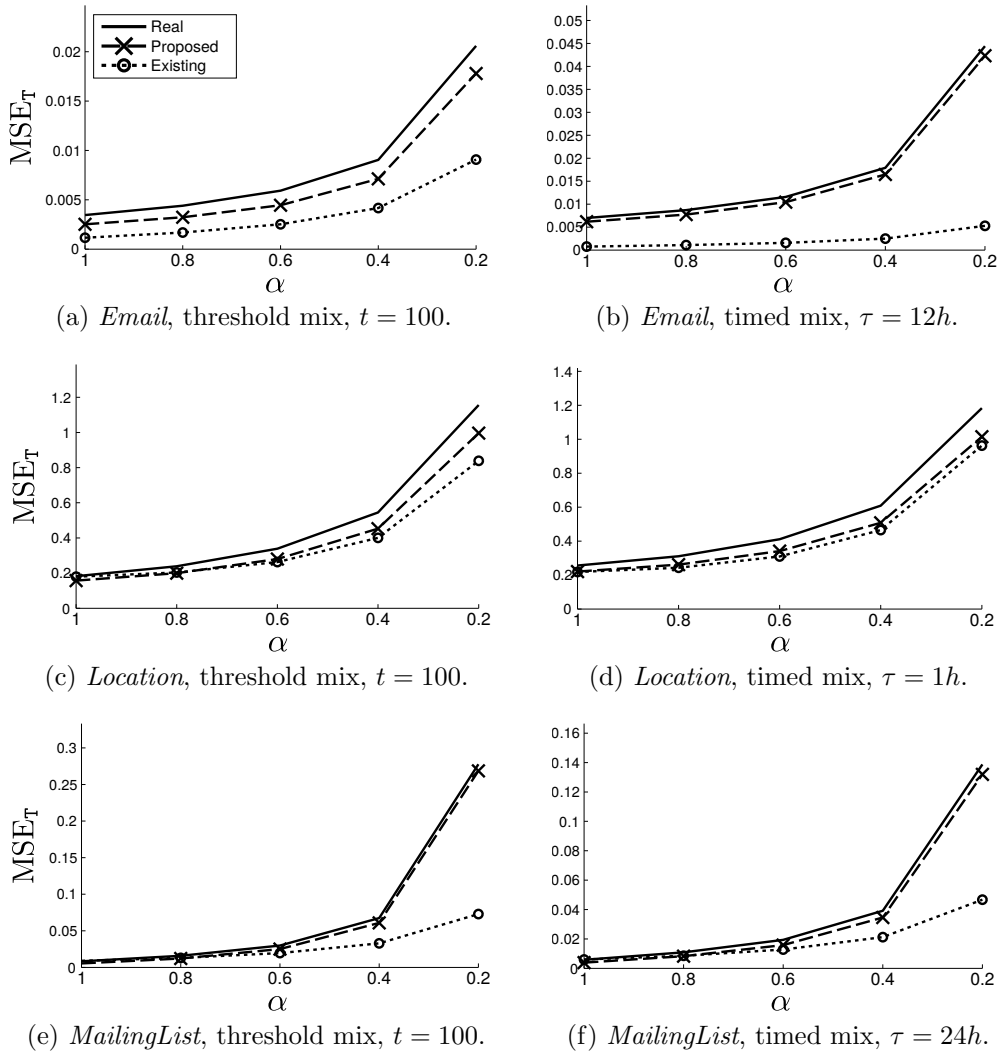 Real
Proposed
Existing
MSE_T
0.02
0.015
0.01
0.005
0
1 0.8 0.6 0.4 0.2
α
(a) Email, threshold mix, t = 100.
0.05
0.045
0.04
0.035
0.03
0.025
0.02
0.015
0.01
0.005
0
1 0.8 0.6 0.4 0.2
α
(b) Email, timed mix, τ = 12h.
MSE_T
1.2
1
0.8
0.6
0.4
0.2
0
1 0.8 0.6 0.4 0.2
α
(c) Location, threshold mix, t = 100.
1.4
1.2
1
0.8
0.6
0.4
0.2
0
1 0.8 0.6 0.4 0.2
α
(d) Location, timed mix, τ = 1h.
MSE_T
0.3
0.25
0.2
0.15
0.1
0.05
0
1 0.8 0.6 0.4 0.2
α
(e) MailingList, threshold mix, t = 100.
0.16
0.14
0.12
0.1
0.08
0.06
0.04
0.02
0
1 0.8 0.6 0.4 0.2
α
(f) MailingList, timed mix, τ = 24h.